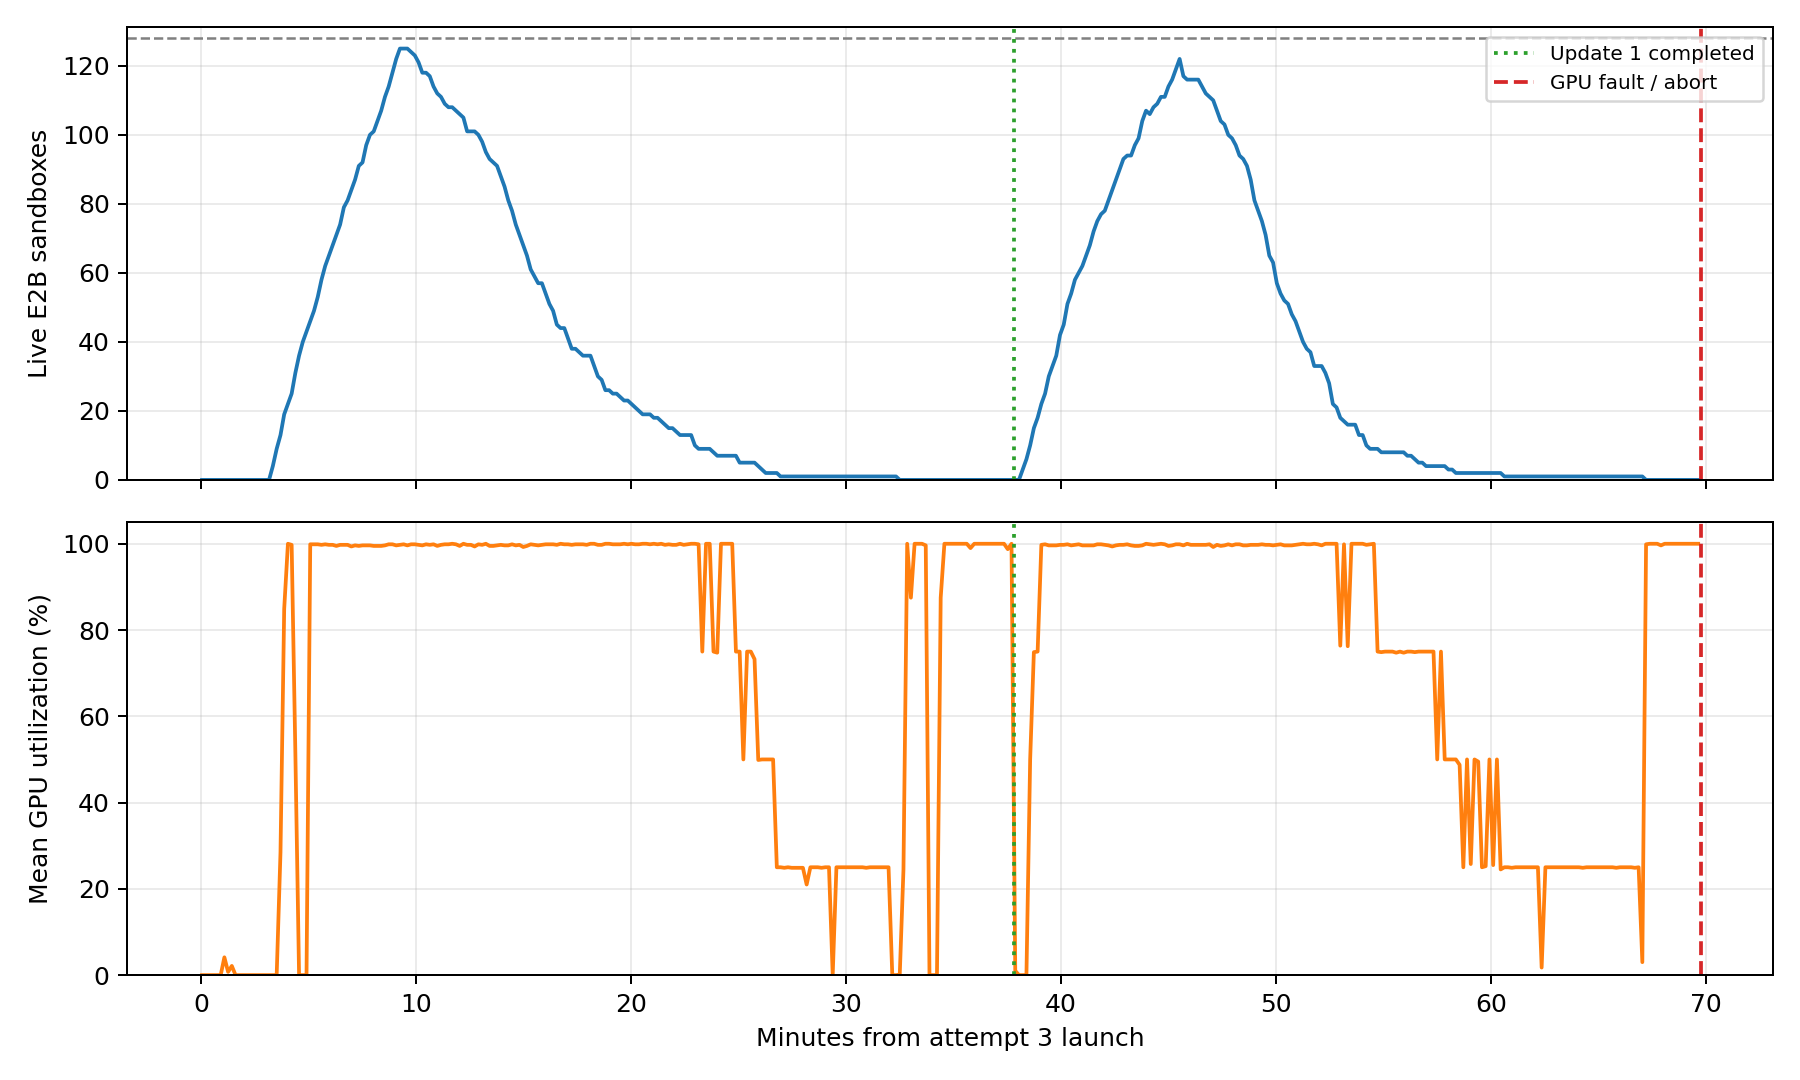 Live E2B sandboxes
120
100
80
60
40
20
0
Update 1 completed
GPU fault / abort
Mean GPU utilization (%)
100
80
60
40
20
0
0 10 20 30 40 50 60 70
Minutes from attempt 3 launch